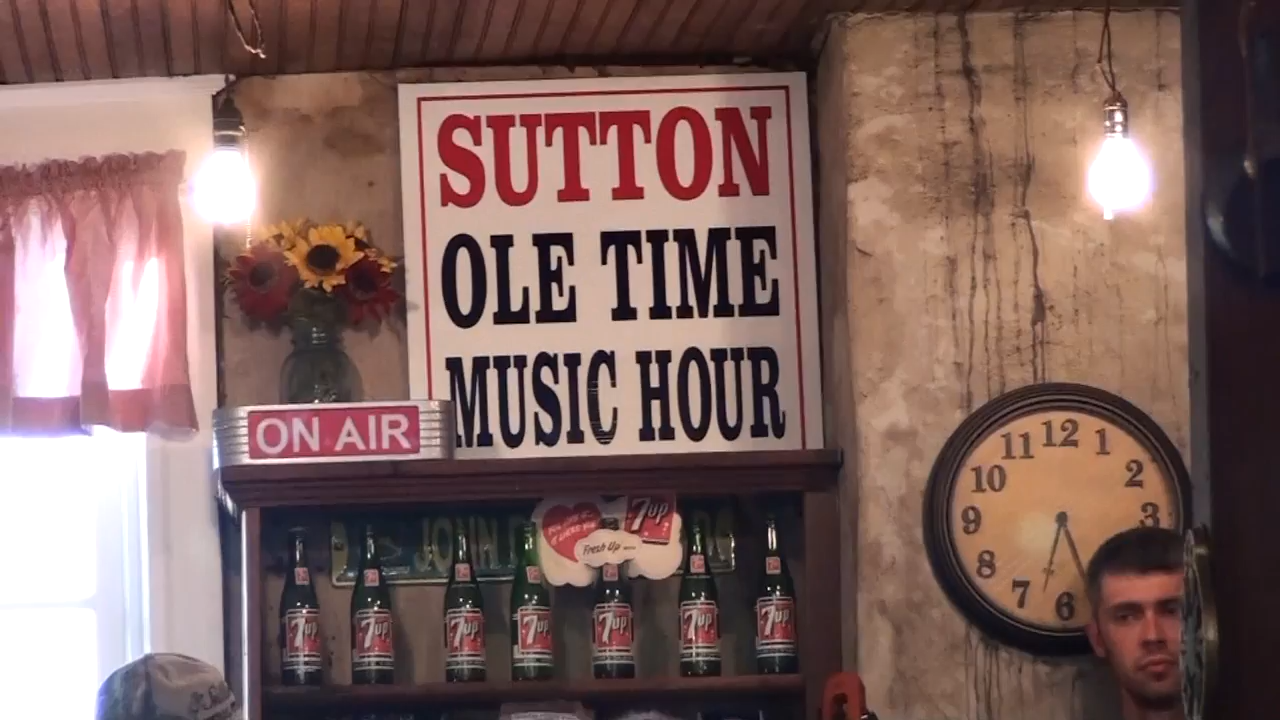 SUTTON
OLE TIME
MUSIC HOUR
ON AIR
11 12 1
10 2
9 3
8
7 6
JOHN
7up
Fresh Up
7up 7up 7up 7up 7up 7up 7up